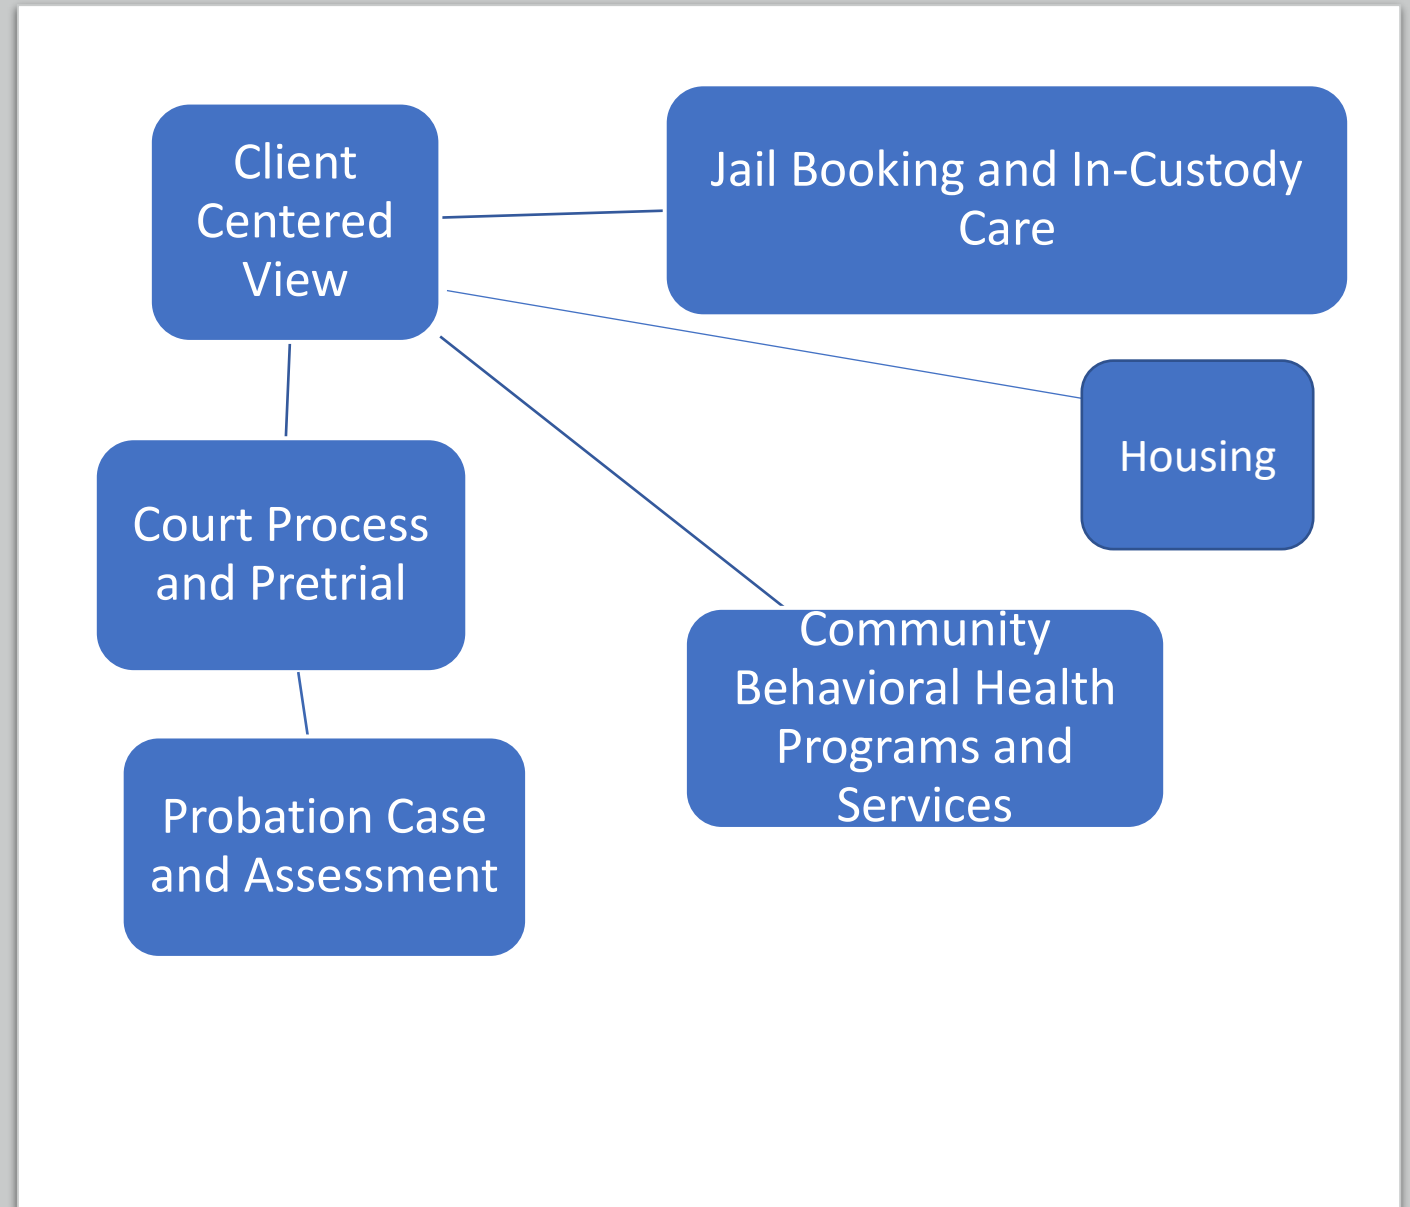 Client
Centered
View
Jail Booking and In-Custody
Care
Housing
Court Process
and Pretrial
Community
Behavioral Health
Programs and
Services
Probation Case
and Assessment